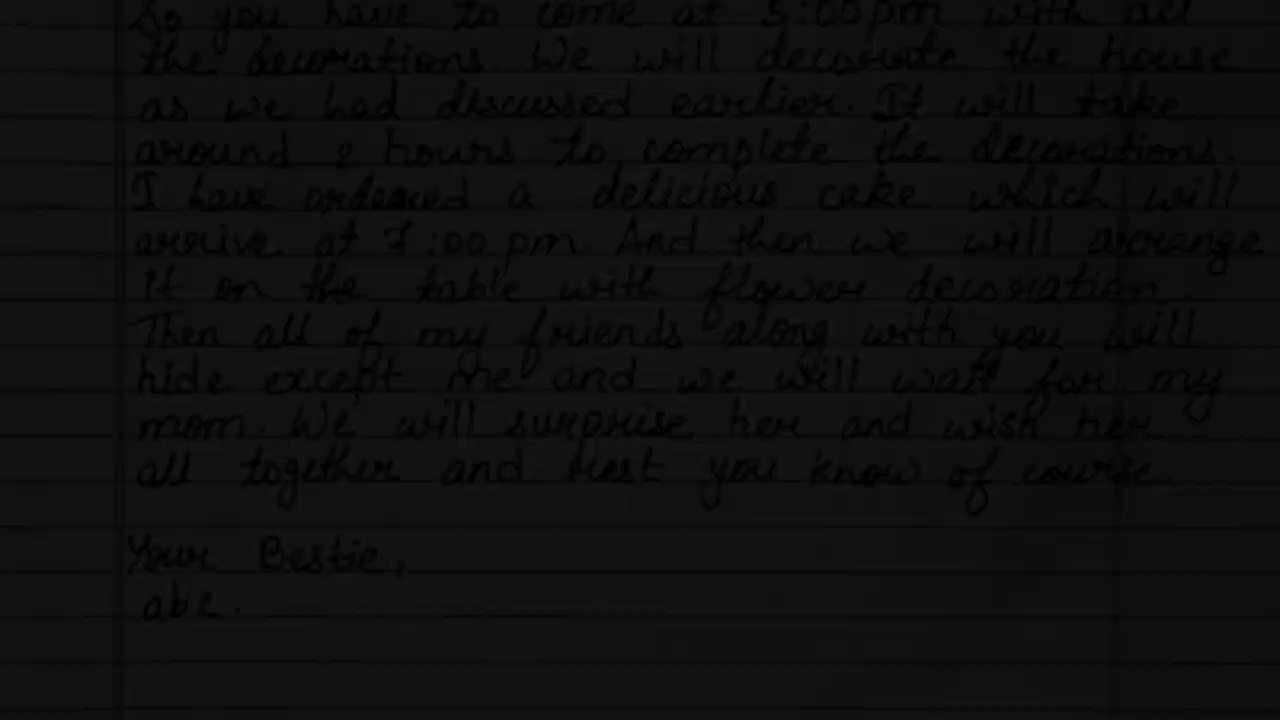 So you have to come at 5:00 pm with all
the decorations. We will decorate the house
as we had discussed earlier. It will take
around 2 hours to complete the decorations.
I have ordered a delicious cake which will
arrive at 7:00 pm. And then we will arrange
it on the table with flower decoration
Then all of my friends along with you will
hide except me and we will wait for my
mom. We will surprise her and wish her
all together and rest you know of course.
Your Bestie,
abc.